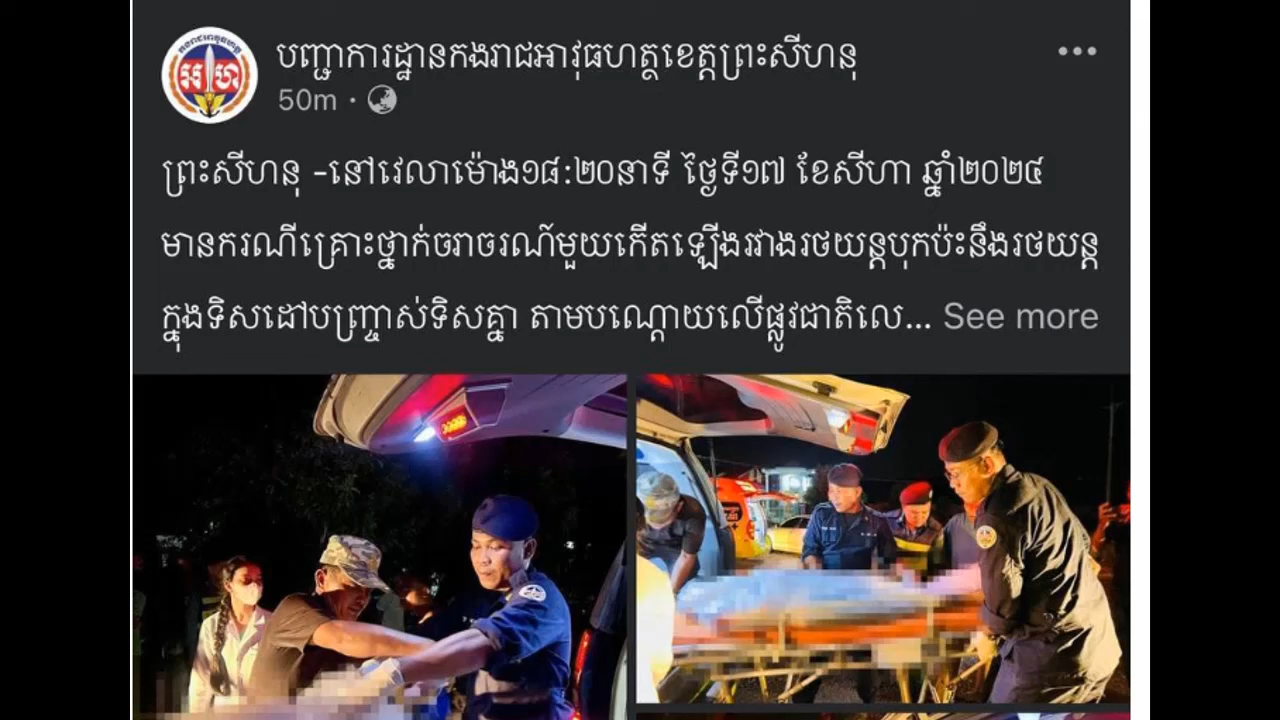 បញ្ជាការដ្ឋានកងរាជអាវុធហត្ថខេត្តព្រះសីហនុ
50m ·
ព្រះសីហនុ -នៅវេលាម៉ោង១៨:២០នាទី ថ្ងៃទី១៧ ខែសីហា ឆ្នាំ២០២៤
មានករណីគ្រោះថ្នាក់ចរាចរណ៍មួយកើតឡើងរវាងរថយន្តបុកប៉ះនឹងរថយន្ត
ក្នុងទិសដៅបញ្ច្រាស់ទិសគ្នា តាមបណ្តោយលើផ្លូវជាតិលេ... See more